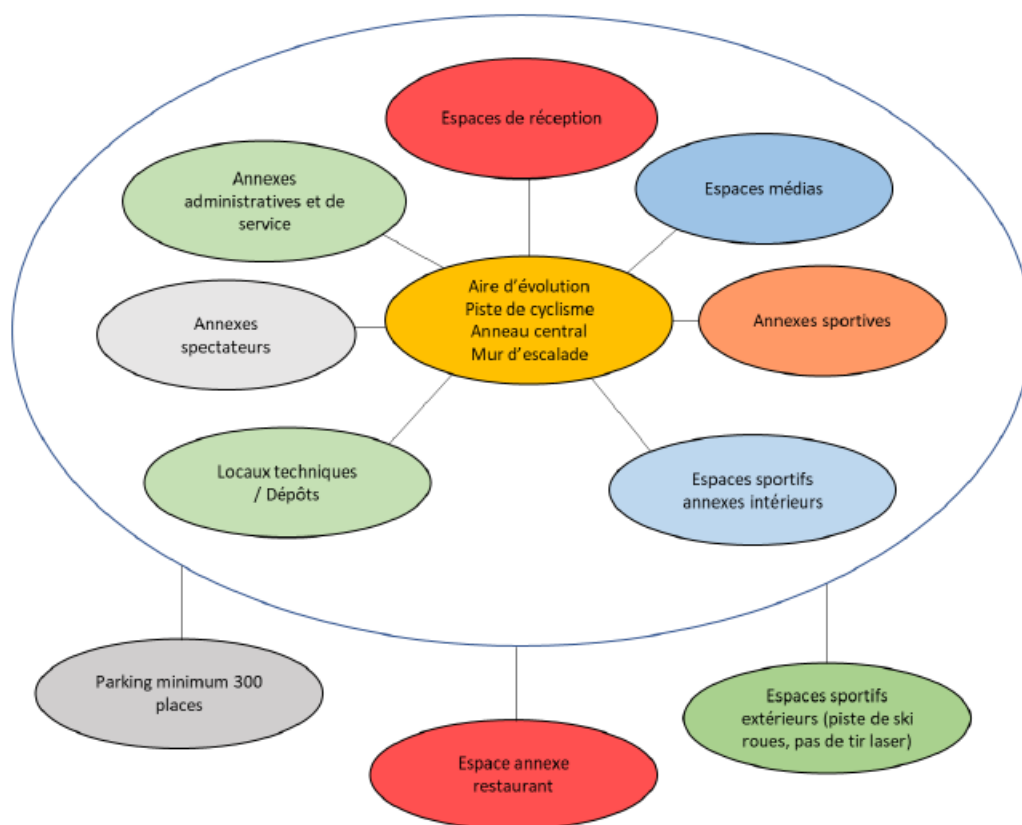 Espaces de réception
Annexes
administratives et de
service
Espaces médias
Aire d’évolution
Piste de cyclisme
Anneau central
Mur d’escalade
Annexes
spectateurs
Annexes sportives
Locaux techniques
/ Dépôts
Espaces sportifs
annexes intérieurs
Parking minimum 300
places
Espace annexe
restaurant
Espaces sportifs
extérieurs (piste de ski
roues, pas de tir laser)